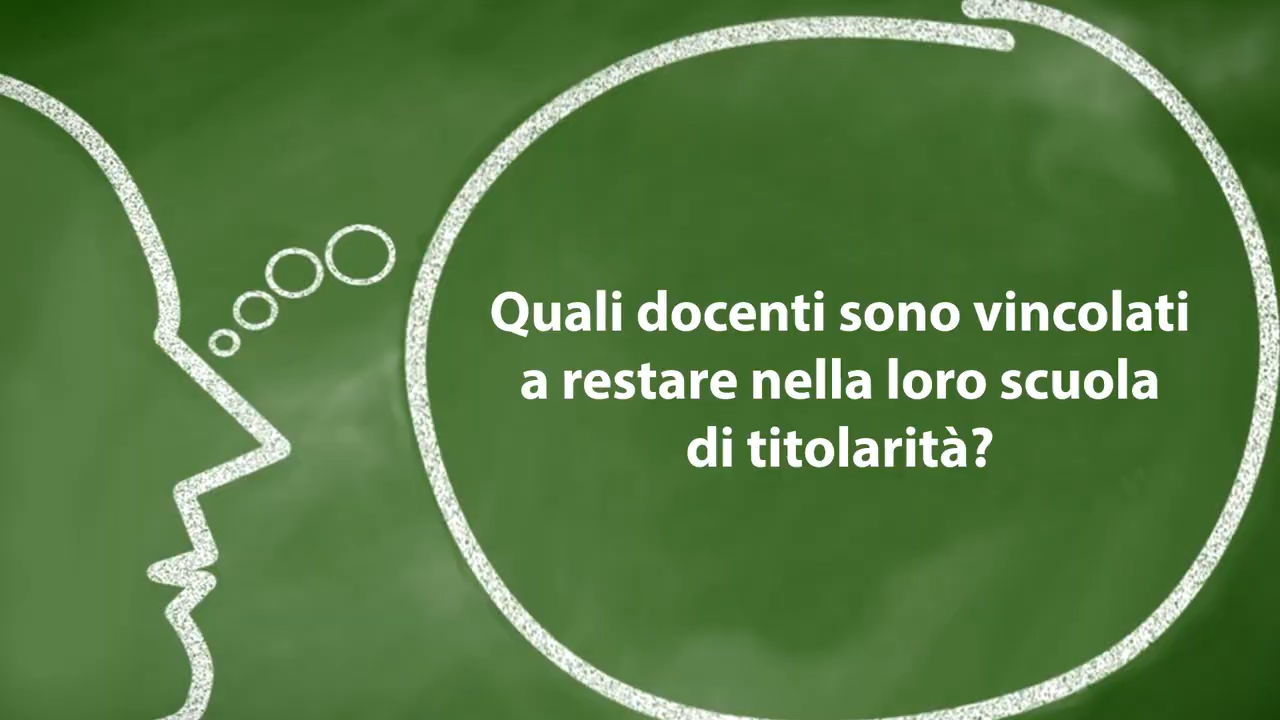 Quali docenti sono vincolati
a restare nella loro scuola
di titolarità?